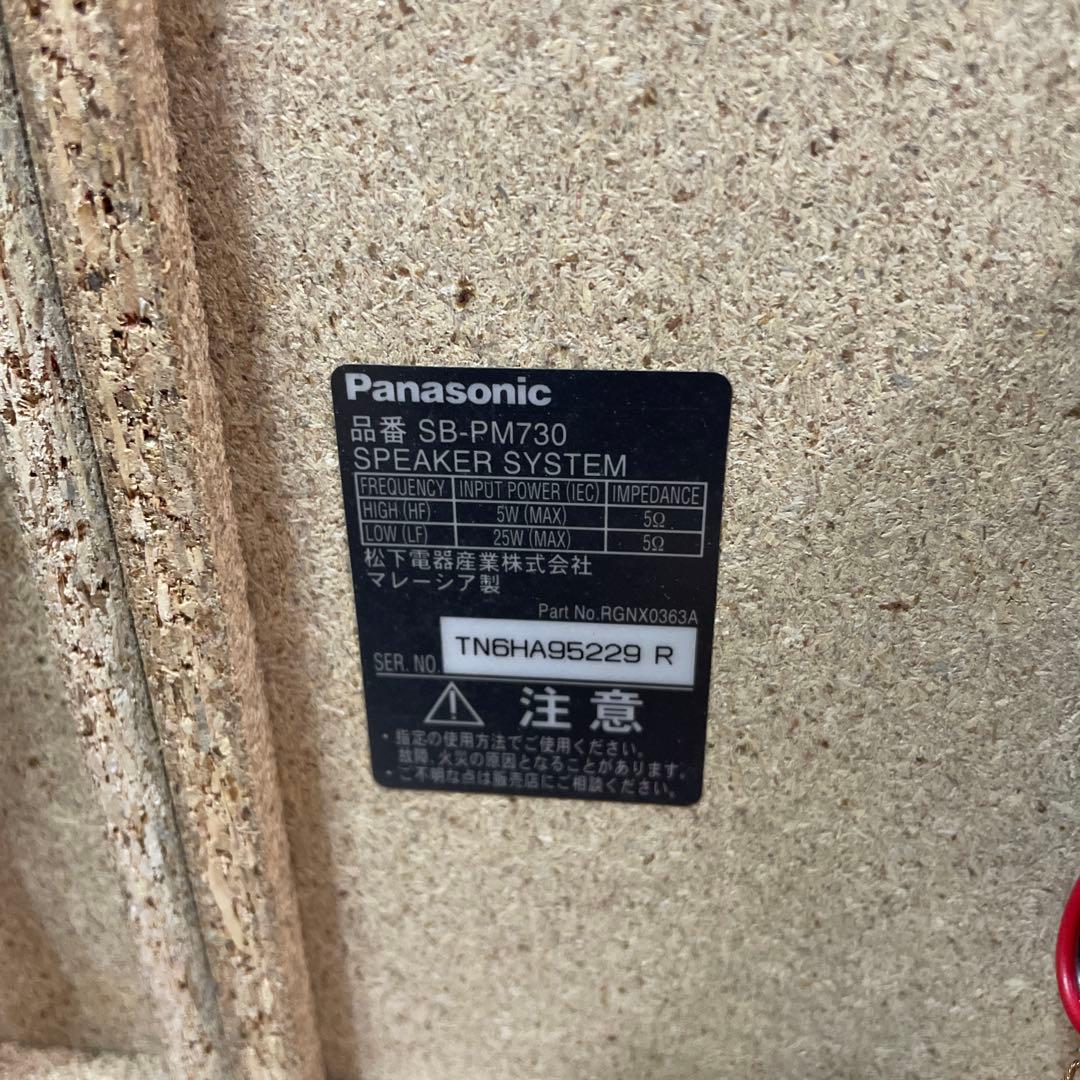 Panasonic
品番 SB-PM730
SPEAKER SYSTEM
FREQUENCY INPUT POWER (IEC) IMPEDANCE
HIGH (HF) 5W (MAX) 5Ω
LOW (LF) 25W (MAX) 5Ω
松下電器産業株式会社
マレーシア製
Part No.RGNX0363A
SER. NO. TN6HA95229 R
注意
・指定の使用方法でご使用ください。
故障、火災の原因となることがあります。
・ご不明な点は販売店にご相談ください。